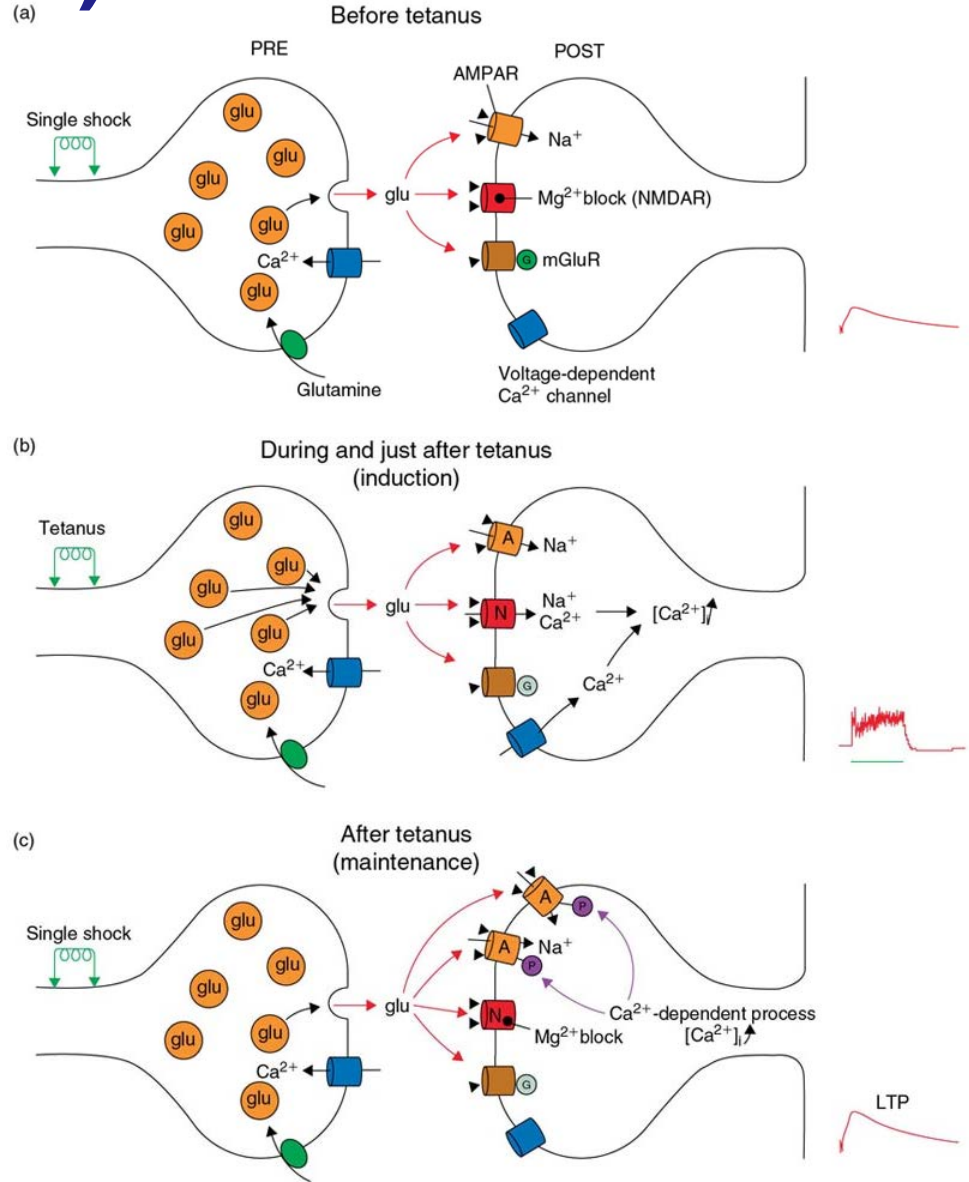 (a)
Before tetanus
PRE
POST
AMPAR
Single shock
glu
glu
glu
glu
glu
glu
glu
Na+
Mg2+ block (NMDAR)
G
mGluR
Ca2+
Glutamine
Voltage-dependent
Ca2+ channel
(b)
During and just after tetanus
(induction)
Tetanus
glu
glu
glu
glu
glu
glu
glu
A
Na+
N
Na+
Ca2+
[Ca2+]i
G
Ca2+
Ca2+
(c)
After tetanus
(maintenance)
Single shock
glu
glu
glu
glu
glu
glu
glu
A
P
A
Na+
P
N
Mg2+ block
Ca2+-dependent process
[Ca2+]i
G
Ca2+
LTP